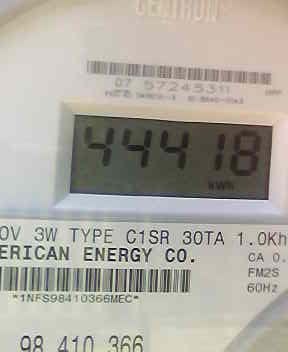 CENTRON
07 57245311
44418
kWh
0V 3W TYPE C1SR 30TA 1.0Kh
ERICAN ENERGY CO.
CA 0.
FM2S
60Hz
*1NFS98410366MEC*
98 410 366